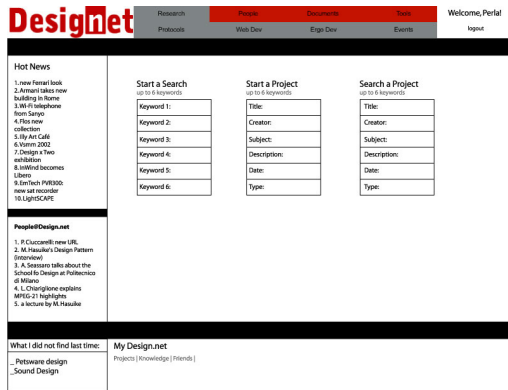 Designet
Research People Documents Tools
Protocols Web Dev Ergo Dev Events
Welcome, Perla!
logout
Hot News
1. new Ferrari look
2. Armani takes new
building in Rome
3. Wi-Fi telephone
from Sanyo
4. Flos new
collection
5. Illy Art Café
6. Vsmm 2002
7. Design x Two
exhibition
8. InWind becomes
Libero
9. EmTech PVR300:
new sat recorder
10. LightSCAPE
Start a Search
up to 6 keywords
Keyword 1:
Keyword 2:
Keyword 3:
Keyword 4:
Keyword 5:
Keyword 6:
Start a Project
up to 6 keywords
Title:
Creator:
Subject:
Description:
Date:
Type:
Search a Project
up to 6 keywords
Title:
Creator:
Subject:
Description:
Date:
Type:
People@Design.net
1. P. Ciuccarelli: new URL
2. M. Hasuike's Design Pattern
(interview)
3. A. Seassaro talks about the
School fo Design at Politecnico
di Milano
4. L. Chiariglione explains
MPEG-21 highlights
5. a lecture by M. Hasuike
What I did not find last time:
_ Petsware design
_Sound Design
My Design.net
Projects | Knowledge | Friends |